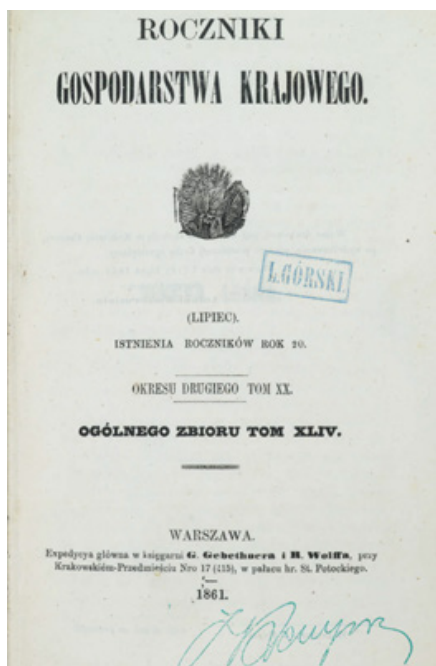 ROCZNIKI
GOSPODARSTWA KRAJOWEGO.
Ł.GÓRSKI
(LIPIEC).
ISTNIENIA ROCZNIKÓW ROK 20.
OKRESU DRUGIEGO TOM XX.
OGÓLNEGO ZBIORU TOM XLIV.
WARSZAWA.
Expedycya główna w księgarni G. Gebethnera i R. Wolffa, przy
Krakowskiém-Przedmieściu Nro 17 (415), w pałacu hr. St. Potockiego.
1861.